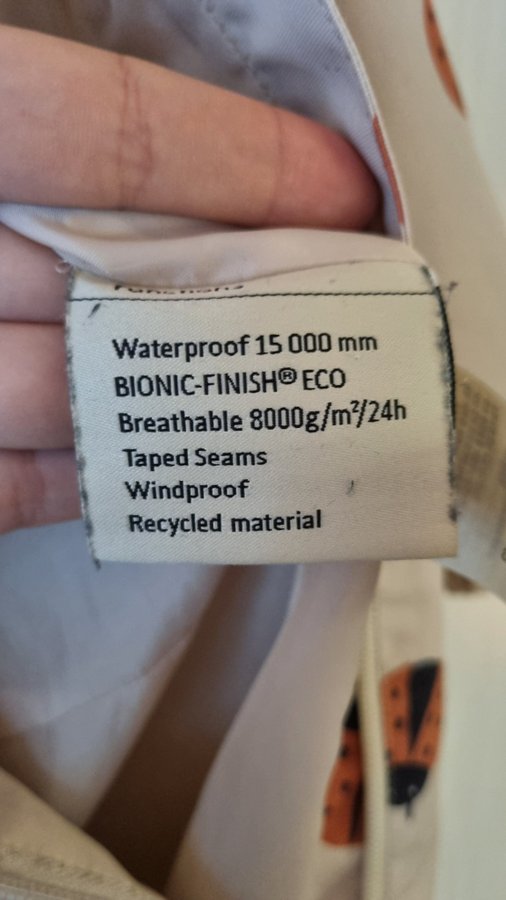 Waterproof 15 000 mm
BIONIC-FINISH® ECO
Breathable 8000g/m²/24h
Taped Seams
Windproof
Recycled material